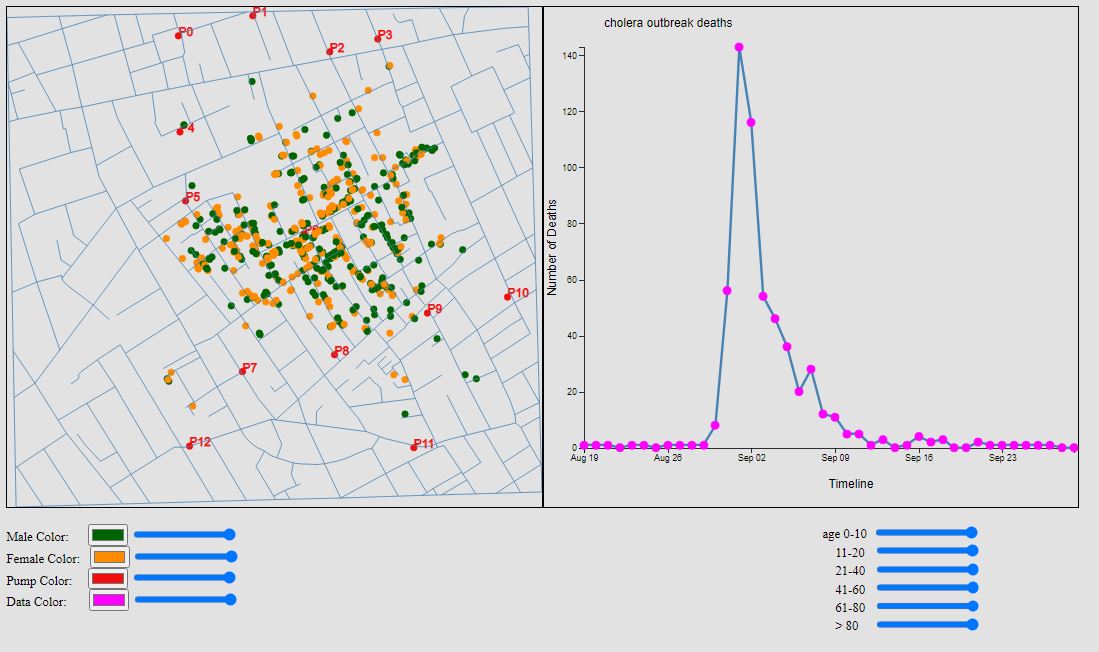 P0
P1
P2
P3
4
P5
P7
P8
P9
P10
P11
P12
cholera outbreak deaths
Number of Deaths
140
120
100
80
60
40
20
0
Aug 19
Aug 26
Sep 02
Sep 09
Sep 16
Sep 23
Timeline
Male Color:
Female Color:
Pump Color:
Data Color:
age 0-10
11-20
21-40
41-60
61-80
> 80